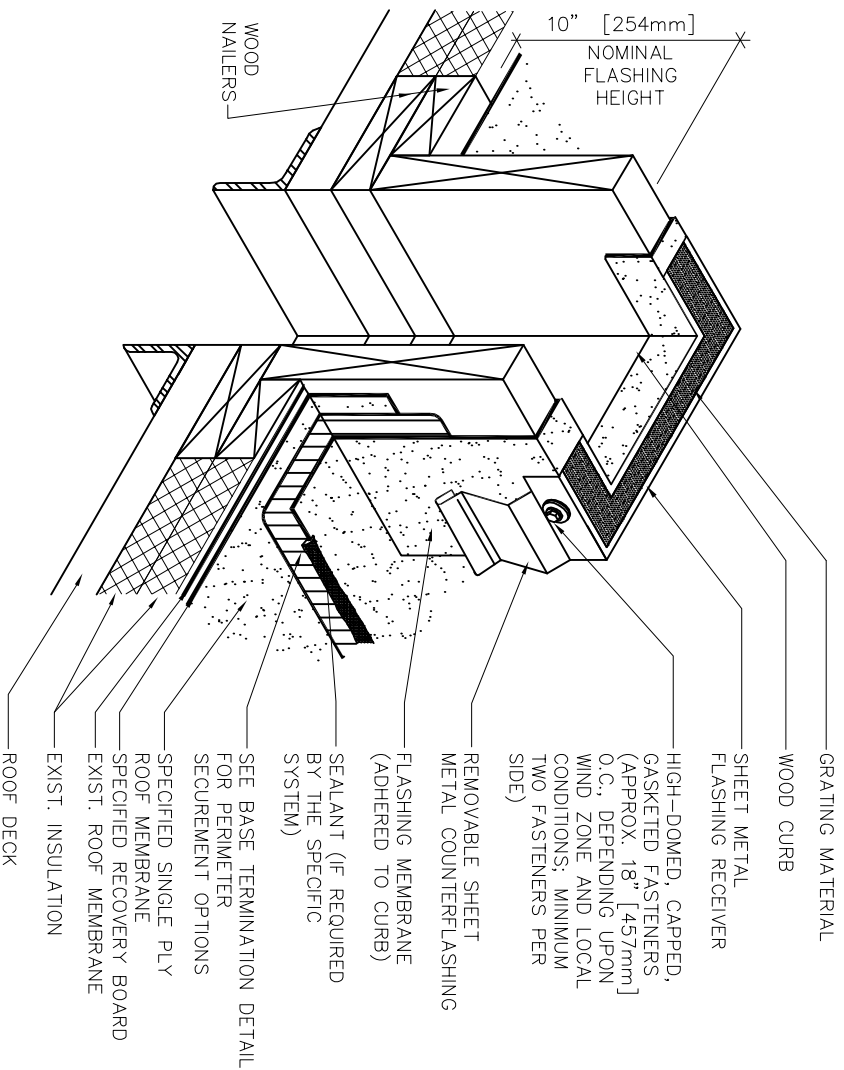 10" [254mm]
NOMINAL
FLASHING
HEIGHT
WOOD
NAILERS
GRATING MATERIAL
WOOD CURB
SHEET METAL
FLASHING RECEIVER
HIGH-DOMED, CAPPED,
GASKETED FASTENERS
(APPROX. 18" [457mm]
O.C., DEPENDING UPON
WIND ZONE AND LOCAL
CONDITIONS; MINIMUM
TWO FASTENERS PER
SIDE)
REMOVABLE SHEET
METAL COUNTERFLASHING
FLASHING MEMBRANE
(ADHERED TO CURB)
SEALANT (IF REQUIRED
BY THE SPECIFIC
SYSTEM)
SEE BASE TERMINATION DETAIL
FOR PERIMETER
SECUREMENT OPTIONS
SPECIFIED SINGLE PLY
ROOF MEMBRANE
SPECIFIED RECOVERY BOARD
EXIST. ROOF MEMBRANE
EXIST. INSULATION
ROOF DECK